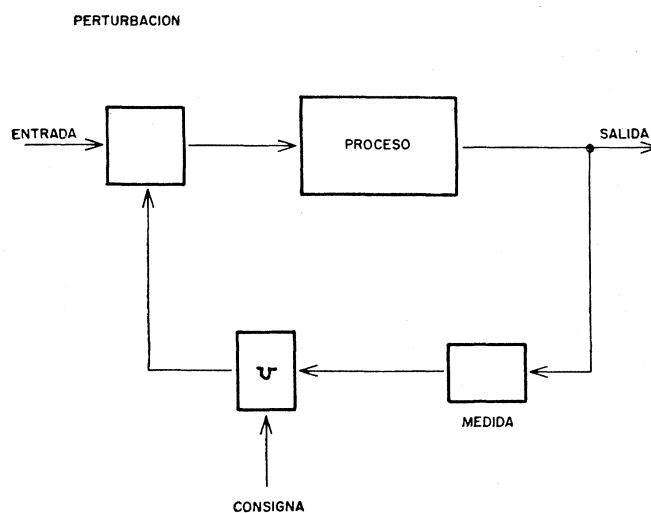 PERTURBACION
ENTRADA
PROCESO
SALIDA
MEDIDA
CONSIGNA